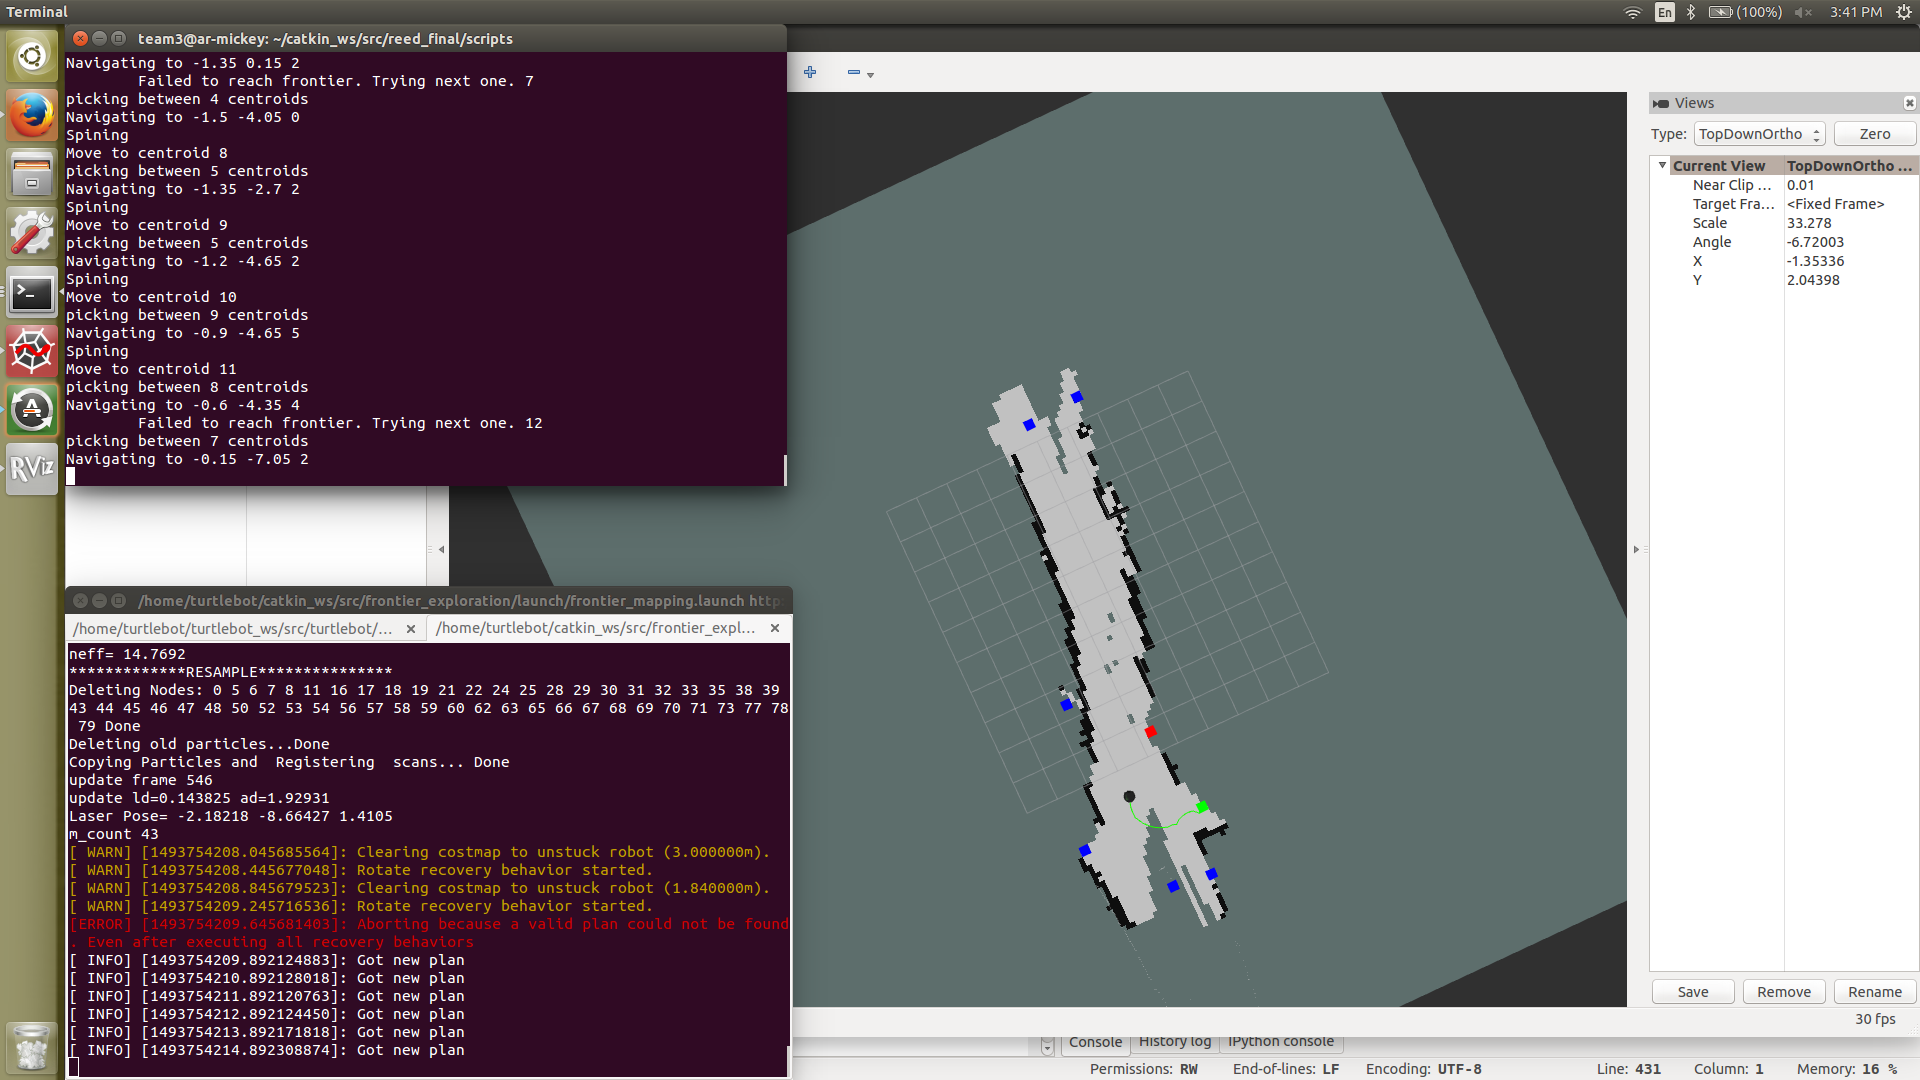 Terminal
En
(100%)
3:41 PM
team3@ar-mickey: ~/catkin_ws/src/reed_final/scripts
Navigating to -1.35 0.15 2
Failed to reach frontier. Trying next one. 7
picking between 4 centroids
Navigating to -1.5 -4.05 0
Spining
Move to centroid 8
picking between 5 centroids
Navigating to -1.35 -2.7 2
Spining
Move to centroid 9
picking between 5 centroids
Navigating to -1.2 -4.65 2
Spining
Move to centroid 10
picking between 9 centroids
Navigating to -0.9 -4.65 5
Spining
Move to centroid 11
picking between 8 centroids
Navigating to -0.6 -4.35 4
Failed to reach frontier. Trying next one. 12
picking between 7 centroids
Navigating to -0.15 -7.05 2
RViz
/home/turtlebot/catkin_ws/src/frontier_exploration/launch/frontier_mapping.launch http:
/home/turtlebot/turtlebot_ws/src/turtlebot/...
/home/turtlebot/catkin_ws/src/frontier_expl...
neff= 14.7692
*************RESAMPLE***************
Deleting Nodes: 0 5 6 7 8 11 16 17 18 19 21 22 24 25 28 29 30 31 32 33 35 38 39
43 44 45 46 47 48 50 52 53 54 56 57 58 59 60 62 63 65 66 67 68 69 70 71 73 77 78
79 Done
Deleting old particles...Done
Copying Particles and  Registering  scans... Done
update frame 546
update ld=0.143825 ad=1.92931
Laser Pose= -2.18218 -8.66427 1.4105
m_count 43
[ WARN] [1493754208.045685564]: Clearing costmap to unstuck robot (3.000000m).
[ WARN] [1493754208.445677048]: Rotate recovery behavior started.
[ WARN] [1493754208.845679523]: Clearing costmap to unstuck robot (1.840000m).
[ WARN] [1493754209.245716536]: Rotate recovery behavior started.
[ERROR] [1493754209.645681403]: Aborting because a valid plan could not be found
. Even after executing all recovery behaviors
[ INFO] [1493754209.892124883]: Got new plan
[ INFO] [1493754210.892128018]: Got new plan
[ INFO] [1493754211.892120763]: Got new plan
[ INFO] [1493754212.892124450]: Got new plan
[ INFO] [1493754213.892171818]: Got new plan
[ INFO] [1493754214.892308874]: Got new plan
Views
Type: TopDownOrtho Zero
Current View TopDownOrtho ...
Near Clip ... 0.01
Target Fra... <Fixed Frame>
Scale 33.278
Angle -6.72003
X -1.35336
Y 2.04398
Save Remove Rename
30 fps
Console History log IPython console
Permissions: RW End-of-lines: LF Encoding: UTF-8 Line: 431 Column: 1 Memory: 16 %